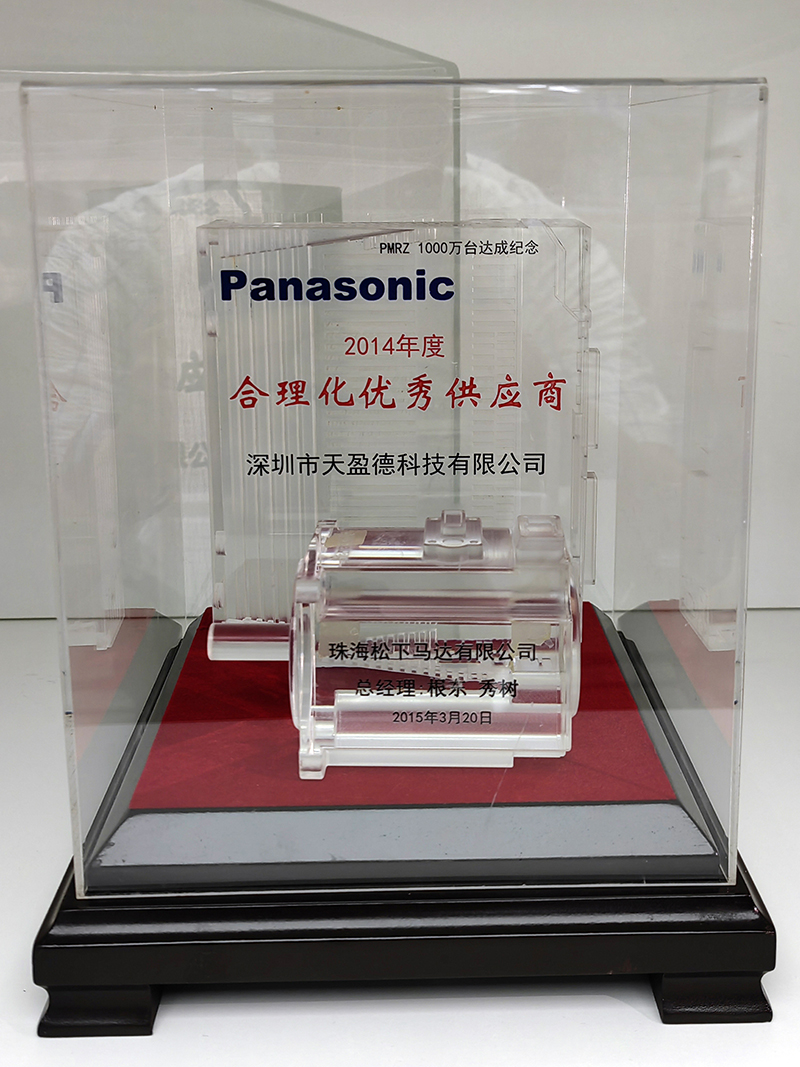 PMRZ 1000万台达成纪念
Panasonic
2014年度
合理化优秀供应商
深圳市天盈德科技有限公司
珠海松下马达有限公司
总经理:根东 秀树
2015年3月20日